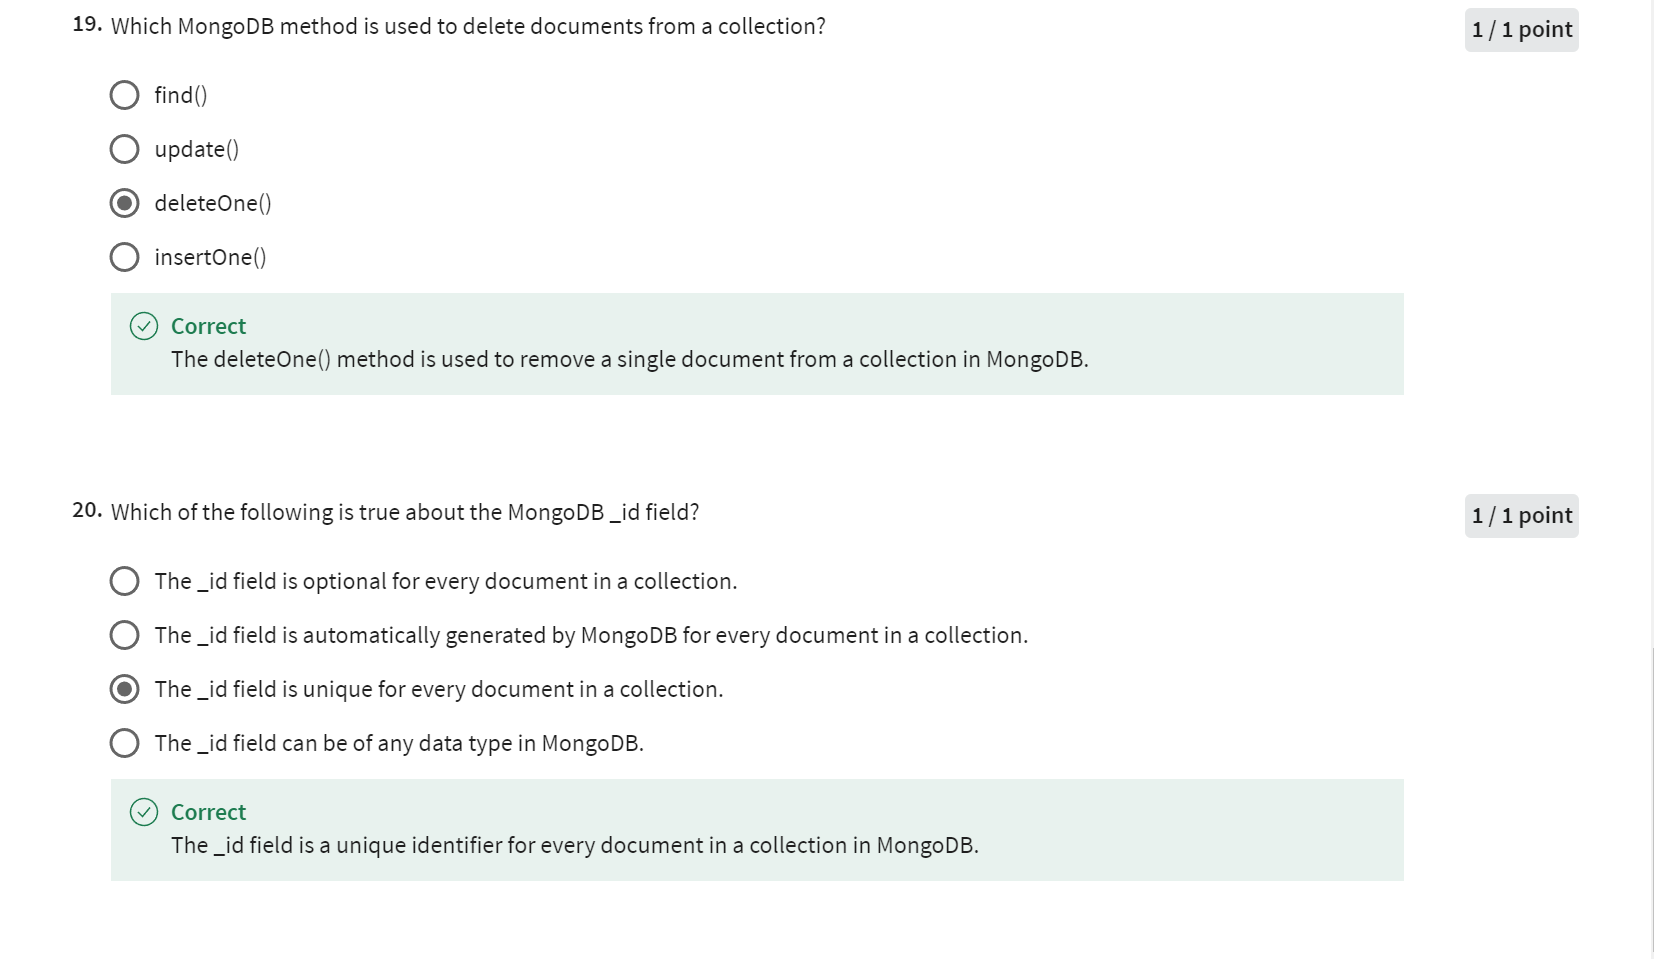 19. Which MongoDB method is used to delete documents from a collection?
1 / 1 point
find()
update()
deleteOne()
insertOne()
Correct
The deleteOne() method is used to remove a single document from a collection in MongoDB.
20. Which of the following is true about the MongoDB _id field?
1 / 1 point
The _id field is optional for every document in a collection.
The _id field is automatically generated by MongoDB for every document in a collection.
The _id field is unique for every document in a collection.
The _id field can be of any data type in MongoDB.
Correct
The _id field is a unique identifier for every document in a collection in MongoDB.